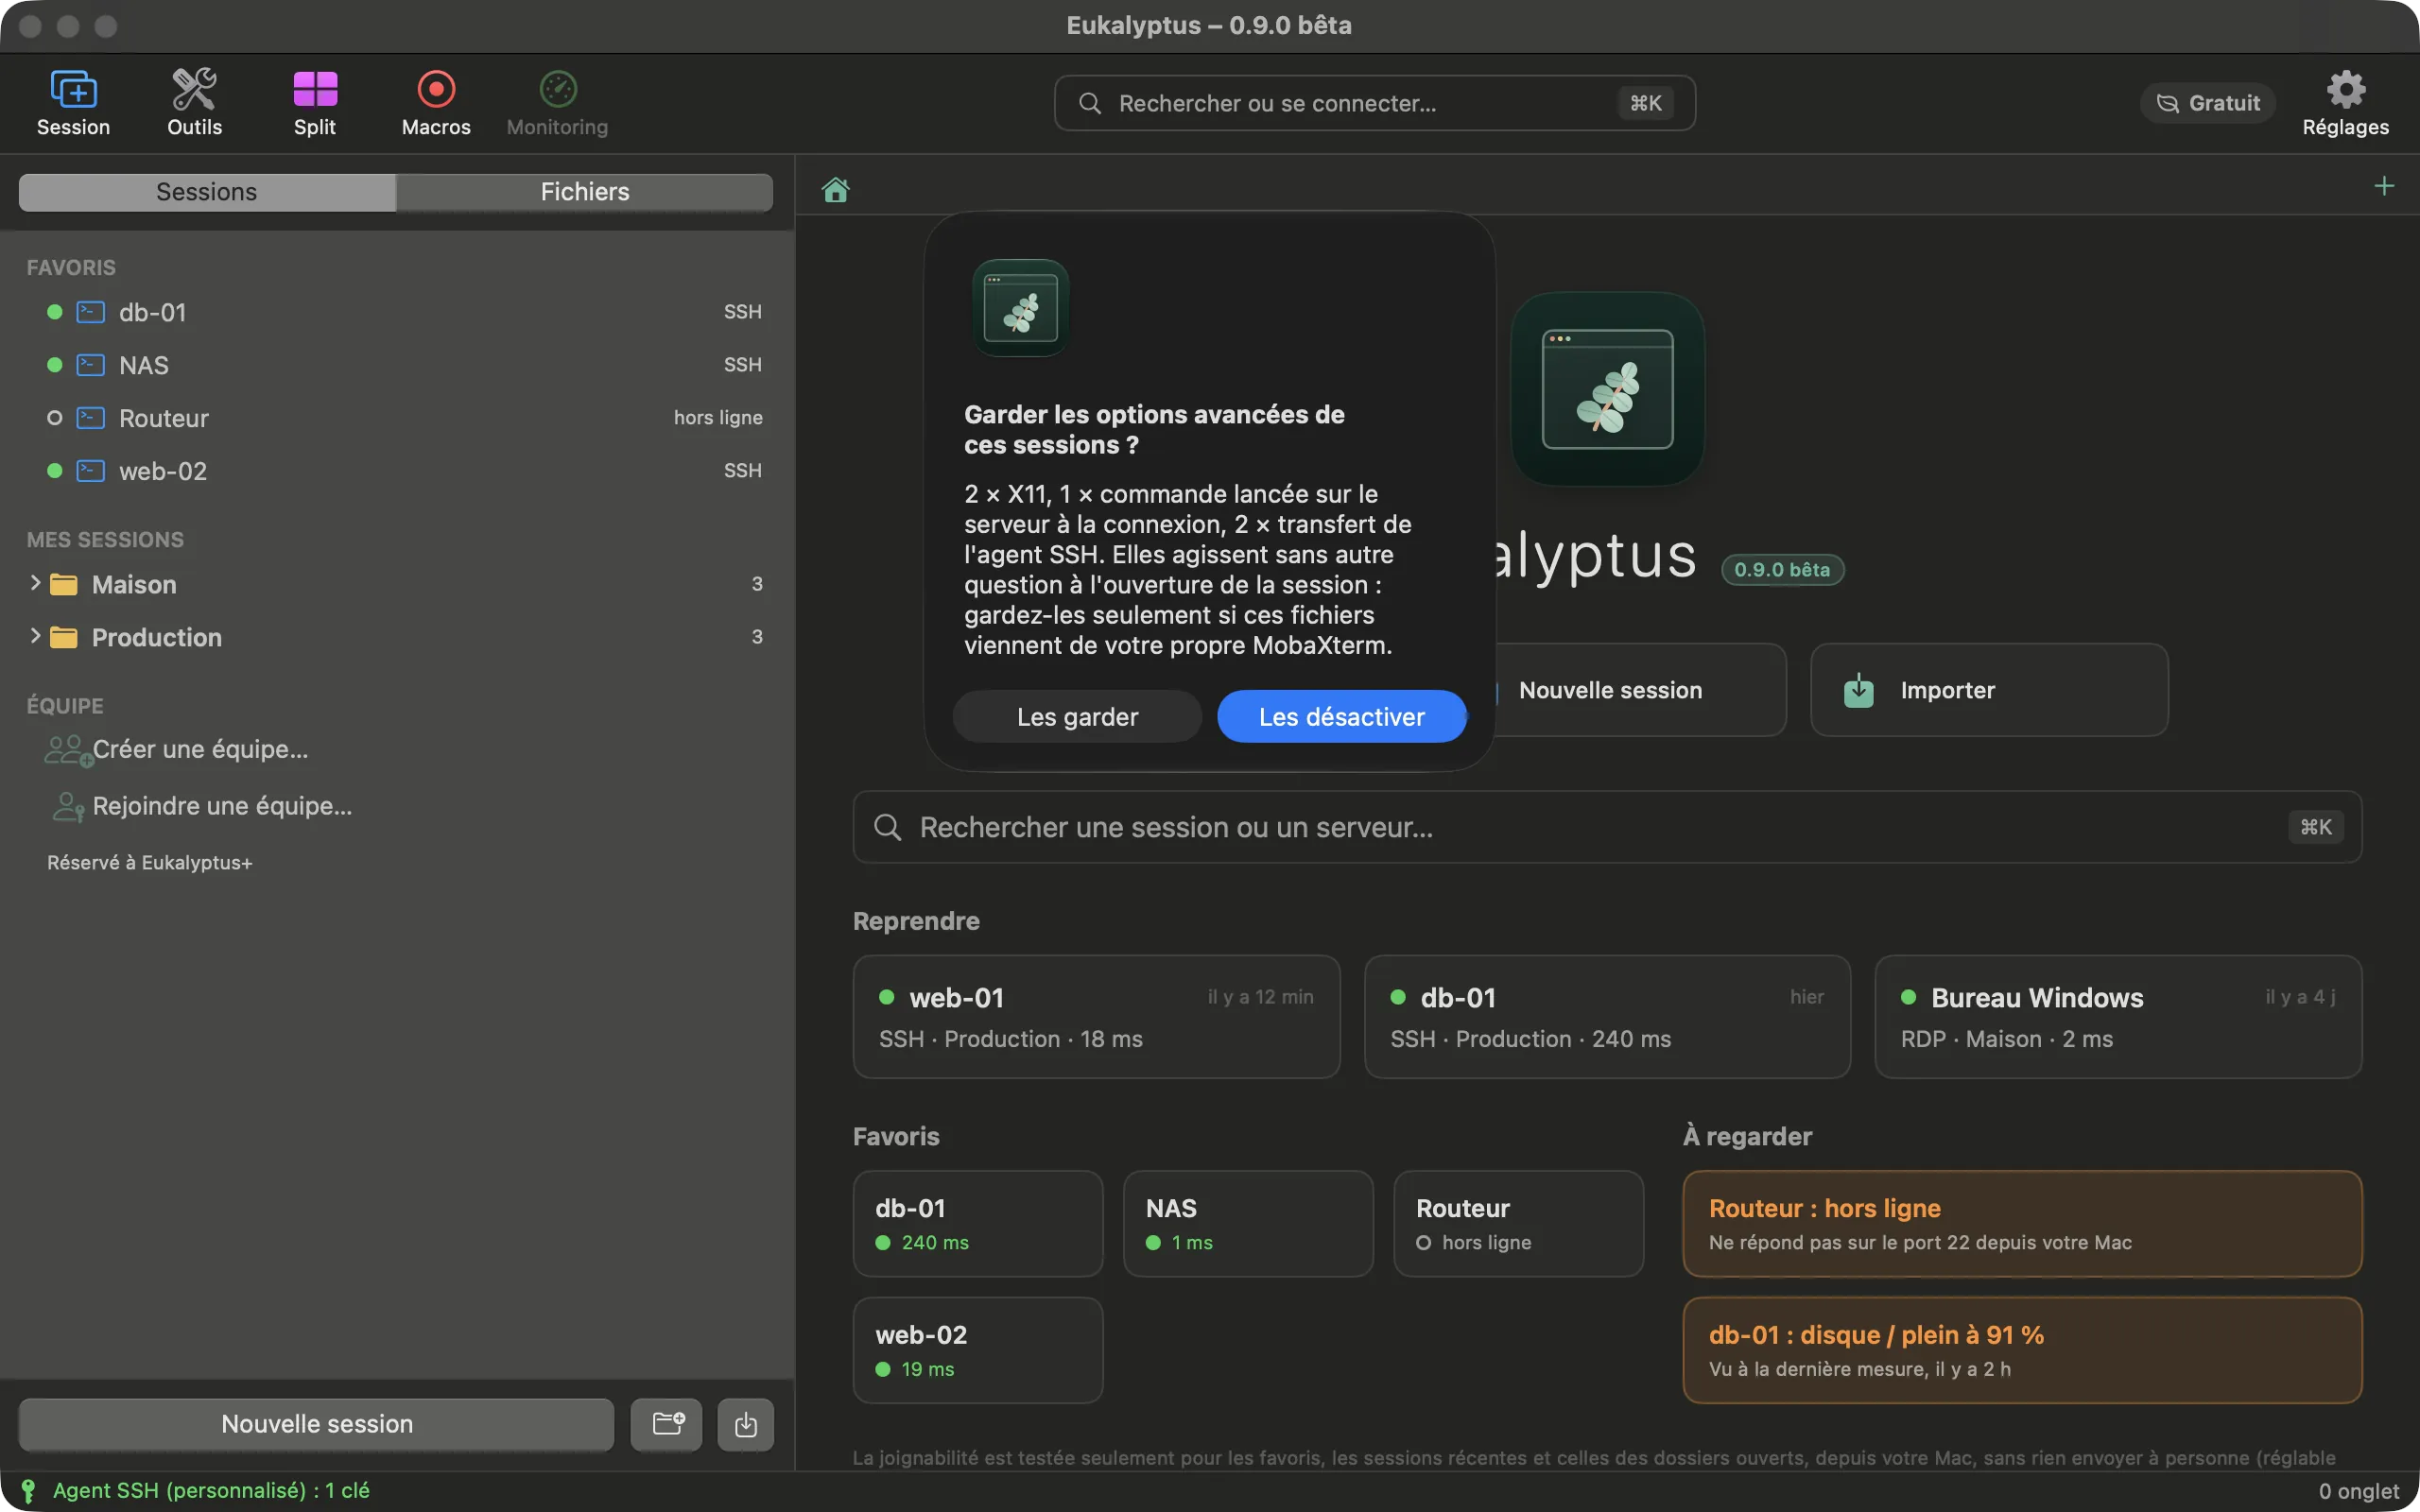 Eukalyptus – 0.9.0 bêta
Session
Outils
Split
Macros
Monitoring
Rechercher ou se connecter...
⌘K
Gratuit
Réglages
Sessions
Fichiers
FAVORIS
db-01
SSH
NAS
SSH
Routeur
hors ligne
web-02
SSH
MES SESSIONS
Maison
3
Production
3
ÉQUIPE
Créer une équipe...
Rejoindre une équipe...
Réservé à Eukalyptus+
Nouvelle session
Agent SSH (personnalisé) : 1 clé
Garder les options avancées de
ces sessions ?
2 × X11, 1 × commande lancée sur le
serveur à la connexion, 2 × transfert de
l'agent SSH. Elles agissent sans autre
question à l'ouverture de la session :
gardez-les seulement si ces fichiers
viennent de votre propre MobaXterm.
Les garder
Les désactiver
alyptus
0.9.0 bêta
Nouvelle session
Importer
Rechercher une session ou un serveur...
⌘K
Reprendre
web-01
il y a 12 min
SSH · Production · 18 ms
db-01
hier
SSH · Production · 240 ms
Bureau Windows
il y a 4 j
RDP · Maison · 2 ms
Favoris
db-01
240 ms
NAS
1 ms
Routeur
hors ligne
web-02
19 ms
À regarder
Routeur : hors ligne
Ne répond pas sur le port 22 depuis votre Mac
db-01 : disque / plein à 91 %
Vu à la dernière mesure, il y a 2 h
La joignabilité est testée seulement pour les favoris, les sessions récentes et celles des dossiers ouverts, depuis votre Mac, sans rien envoyer à personne (réglable
0 onglet